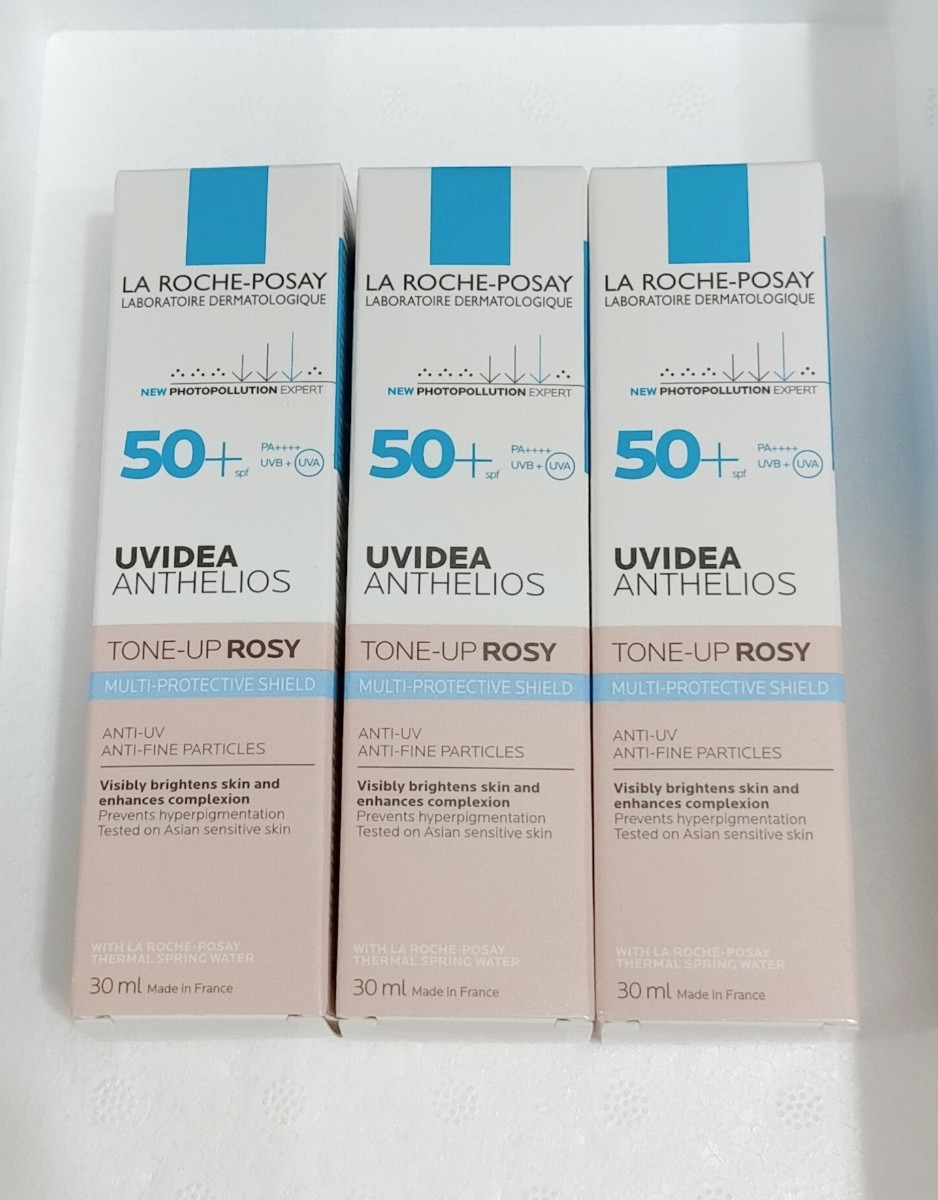 LA ROCHE-POSAY
LABORATOIRE DERMATOLOGIQUE
NEW PHOTOPOLLUTION EXPERT
50+ spf
PA++++
UVB + UVA
UVIDEA
ANTHELIOS
TONE-UP ROSY
MULTI-PROTECTIVE SHIELD
ANTI-UV
ANTI-FINE PARTICLES
Visibly brightens skin and
enhances complexion
Prevents hyperpigmentation
Tested on Asian sensitive skin
WITH LA ROCHE-POSAY
THERMAL SPRING WATER
30 ml Made in France
LA ROCHE-POSAY
LABORATOIRE DERMATOLOGIQUE
NEW PHOTOPOLLUTION EXPERT
50+ spf
PA++++
UVB + UVA
UVIDEA
ANTHELIOS
TONE-UP ROSY
MULTI-PROTECTIVE SHIELD
ANTI-UV
ANTI-FINE PARTICLES
Visibly brightens skin and
enhances complexion
Prevents hyperpigmentation
Tested on Asian sensitive skin
WITH LA ROCHE-POSAY
THERMAL SPRING WATER
30 ml Made in France
LA ROCHE-POSAY
LABORATOIRE DERMATOLOGIQUE
NEW PHOTOPOLLUTION EXPERT
50+ spf
PA++++
UVB + UVA
UVIDEA
ANTHELIOS
TONE-UP ROSY
MULTI-PROTECTIVE SHIELD
ANTI-UV
ANTI-FINE PARTICLES
Visibly brightens skin and
enhances complexion
Prevents hyperpigmentation
Tested on Asian sensitive skin
WITH LA ROCHE-POSAY
THERMAL SPRING WATER
30 ml Made in France